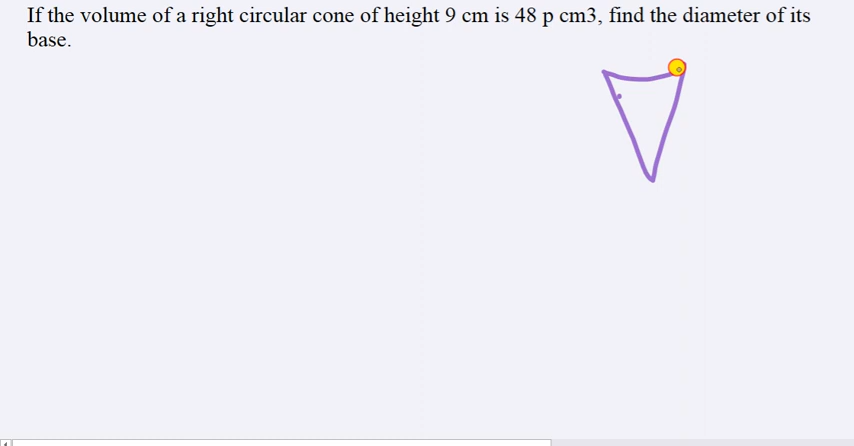 If the volume of a right circular cone of height 9 cm is 48 p cm3, find the diameter of its
base.